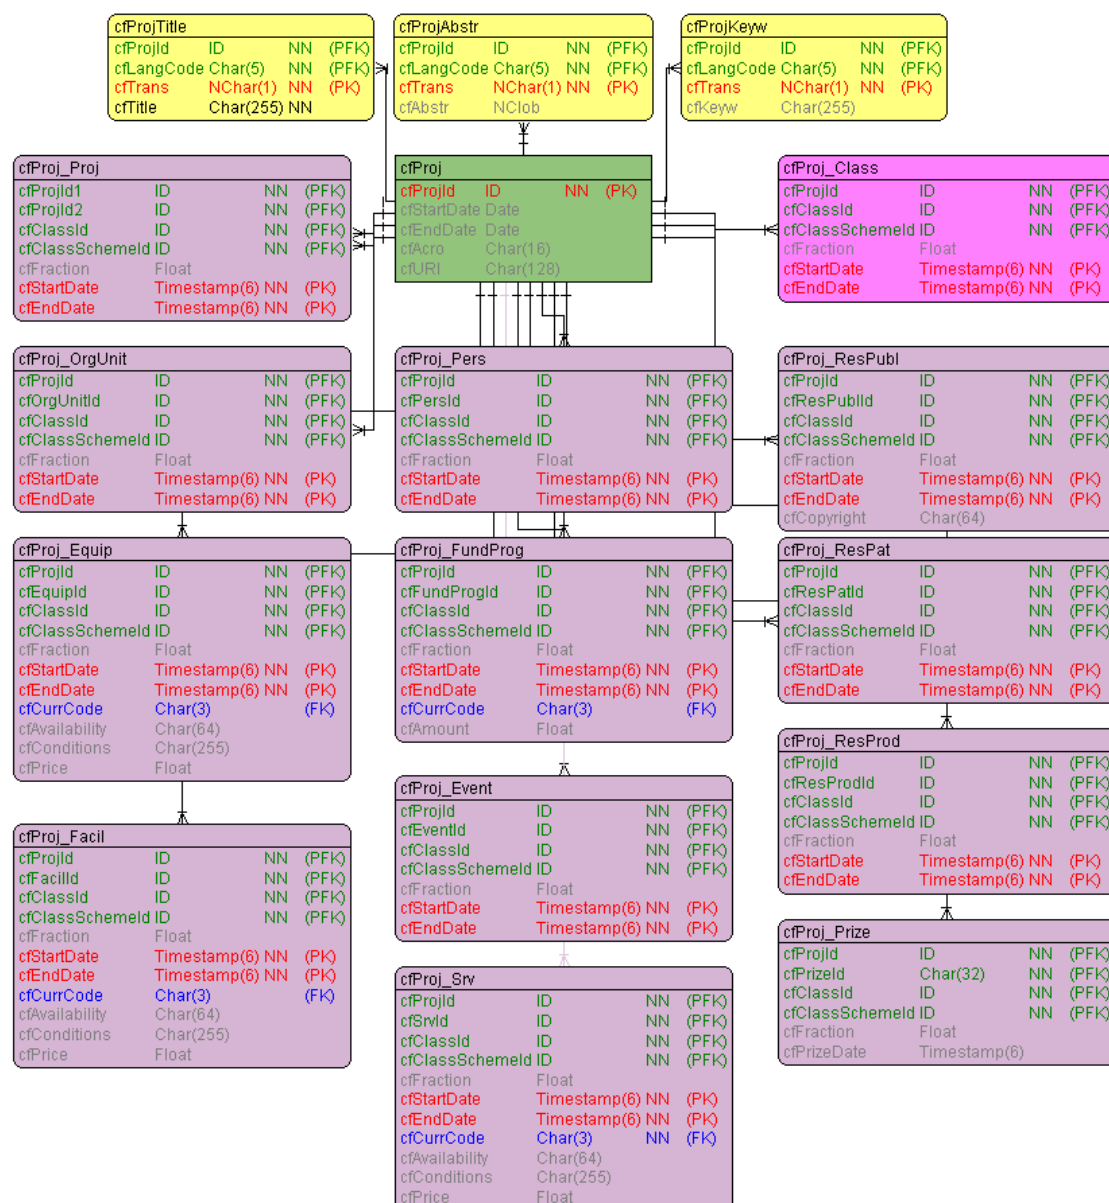 cfProjTitle
cfProjId ID NN (PFK)
cfLangCode Char(5) NN (PFK)
cfTrans NChar(1) NN (PK)
cfTitle Char(255) NN
cfProjAbstr
cfProjId ID NN (PFK)
cfLangCode Char(5) NN (PFK)
cfTrans NChar(1) NN (PK)
cfAbstr NClob
cfProjKeyw
cfProjId ID NN (PFK)
cfLangCode Char(5) NN (PFK)
cfTrans NChar(1) NN (PK)
cfKeyw Char(255)
cfProj_Proj
cfProjId1 ID NN (PFK)
cfProjId2 ID NN (PFK)
cfClassId ID NN (PFK)
cfClassSchemeId ID NN (PFK)
cfFraction Float
cfStartDate Timestamp(6) NN (PK)
cfEndDate Timestamp(6) NN (PK)
cfProj
cfProjId ID NN (PK)
cfStartDate Date
cfEndDate Date
cfAcro Char(16)
cfURI Char(128)
cfProj_Class
cfProjId ID NN (PFK)
cfClassId ID NN (PFK)
cfClassSchemeId ID NN (PFK)
cfFraction Float
cfStartDate Timestamp(6) NN (PK)
cfEndDate Timestamp(6) NN (PK)
cfProj_OrgUnit
cfProjId ID NN (PFK)
cfOrgUnitId ID NN (PFK)
cfClassId ID NN (PFK)
cfClassSchemeId ID NN (PFK)
cfFraction Float
cfStartDate Timestamp(6) NN (PK)
cfEndDate Timestamp(6) NN (PK)
cfProj_Pers
cfProjId ID NN (PFK)
cfPersId ID NN (PFK)
cfClassId ID NN (PFK)
cfClassSchemeId ID NN (PFK)
cfFraction Float
cfStartDate Timestamp(6) NN (PK)
cfEndDate Timestamp(6) NN (PK)
cfProj_ResPubl
cfProjId ID NN (PFK)
cfResPublId ID NN (PFK)
cfClassId ID NN (PFK)
cfClassSchemeId ID NN (PFK)
cfFraction Float
cfStartDate Timestamp(6) NN (PK)
cfEndDate Timestamp(6) NN (PK)
cfCopyright Char(64)
cfProj_Equip
cfProjId ID NN (PFK)
cfEquipId ID NN (PFK)
cfClassId ID NN (PFK)
cfClassSchemeId ID NN (PFK)
cfFraction Float
cfStartDate Timestamp(6) NN (PK)
cfEndDate Timestamp(6) NN (PK)
cfCurrCode Char(3) (FK)
cfAvailability Char(64)
cfConditions Char(255)
cfPrice Float
cfProj_FundProg
cfProjId ID NN (PFK)
cfFundProgId ID NN (PFK)
cfClassId ID NN (PFK)
cfClassSchemeId ID NN (PFK)
cfFraction Float
cfStartDate Timestamp(6) NN (PK)
cfEndDate Timestamp(6) NN (PK)
cfCurrCode Char(3) (FK)
cfAmount Float
cfProj_ResPat
cfProjId ID NN (PFK)
cfResPatId ID NN (PFK)
cfClassId ID NN (PFK)
cfClassSchemeId ID NN (PFK)
cfFraction Float
cfStartDate Timestamp(6) NN (PK)
cfEndDate Timestamp(6) NN (PK)
cfProj_ResProd
cfProjId ID NN (PFK)
cfResProdId ID NN (PFK)
cfClassId ID NN (PFK)
cfClassSchemeId ID NN (PFK)
cfFraction Float
cfStartDate Timestamp(6) NN (PK)
cfEndDate Timestamp(6) NN (PK)
cfProj_Facil
cfProjId ID NN (PFK)
cfFacilId ID NN (PFK)
cfClassId ID NN (PFK)
cfClassSchemeId ID NN (PFK)
cfFraction Float
cfStartDate Timestamp(6) NN (PK)
cfEndDate Timestamp(6) NN (PK)
cfCurrCode Char(3) (FK)
cfAvailability Char(64)
cfConditions Char(255)
cfPrice Float
cfProj_Event
cfProjId ID NN (PFK)
cfEventId ID NN (PFK)
cfClassId ID NN (PFK)
cfClassSchemeId ID NN (PFK)
cfFraction Float
cfStartDate Timestamp(6) NN (PK)
cfEndDate Timestamp(6) NN (PK)
cfProj_Prize
cfProjId ID NN (PFK)
cfPrizeId Char(32) NN (PFK)
cfClassId ID NN (PFK)
cfClassSchemeId ID NN (PFK)
cfFraction Float
cfPrizeDate Timestamp(6)
cfProj_Srv
cfProjId ID NN (PFK)
cfSrvId ID NN (PFK)
cfClassId ID NN (PFK)
cfClassSchemeId ID NN (PFK)
cfFraction Float
cfStartDate Timestamp(6) NN (PK)
cfEndDate Timestamp(6) NN (PK)
cfCurrCode Char(3) NN (FK)
cfAvailability Char(64)
cfConditions Char(255)
cfPrice Float